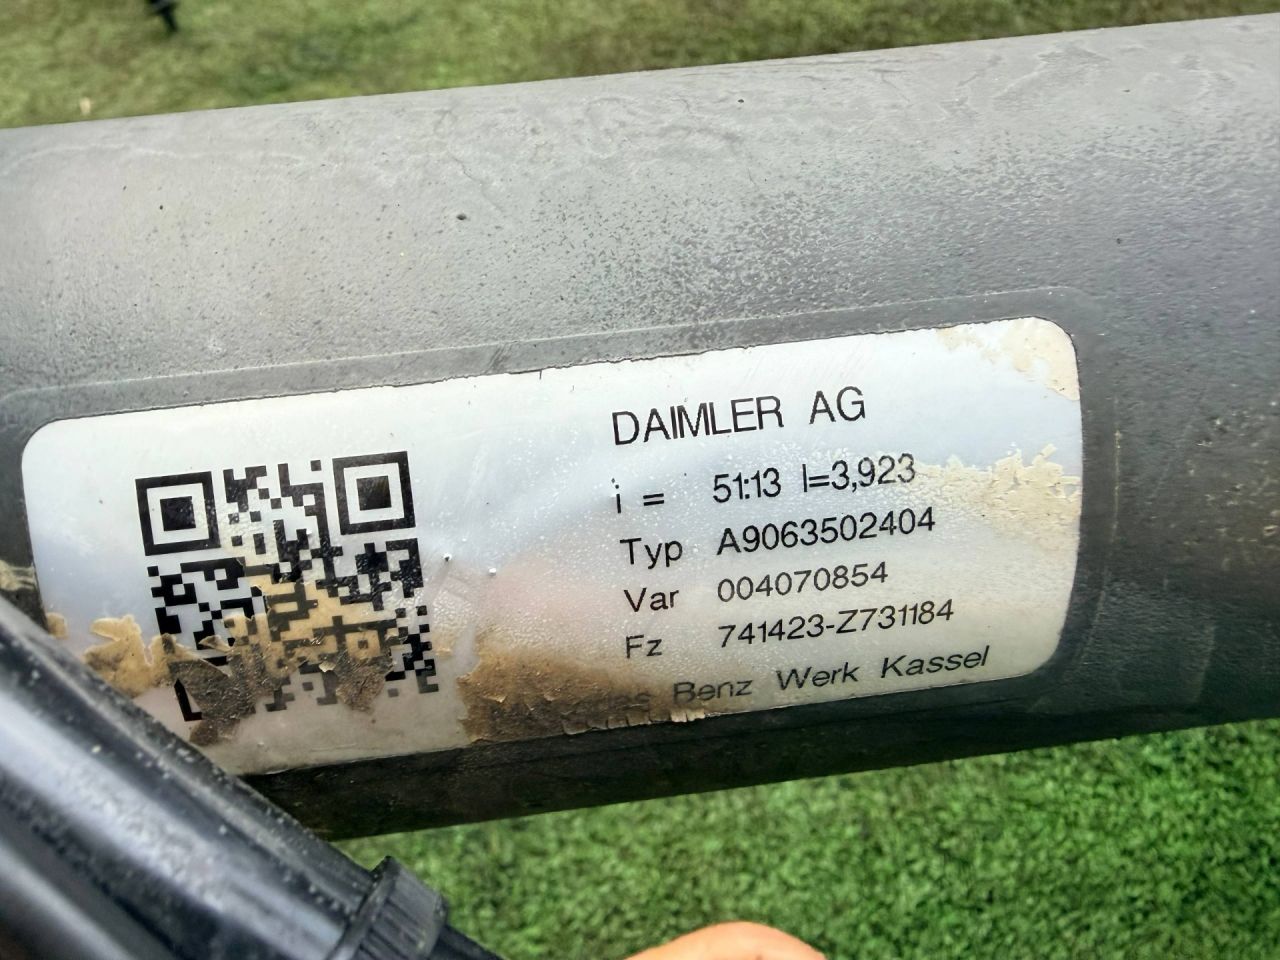 DAIMLER AG
i = 51:13 I=3,923
Typ A9063502404
Var 004070854
Fz 741423-Z731184
Benz Werk Kassel